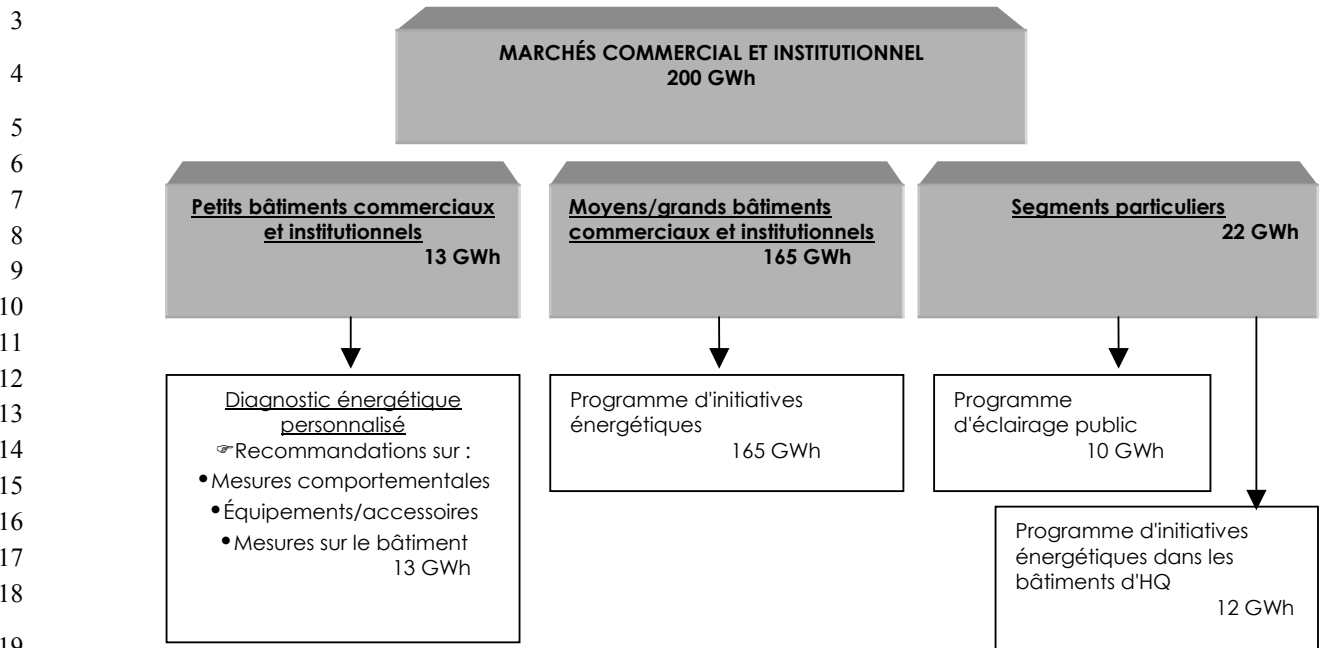 3
4
5
6
7
8
9
10
11
12
13
14
15
16
17
18
19
MARCHÉS COMMERCIAL ET INSTITUTIONNEL
200 GWh
Petits bâtiments commerciaux
et institutionnels
13 GWh
Moyens/grands bâtiments
commerciaux et institutionnels
165 GWh
Segments particuliers
22 GWh
Diagnostic énergétique
personnalisé
☞Recommandations sur :
•Mesures comportementales
•Équipements/accessoires
•Mesures sur le bâtiment
13 GWh
Programme d'initiatives
énergétiques
165 GWh
Programme
d'éclairage public
10 GWh
Programme d'initiatives
énergétiques dans les
bâtiments d'HQ
12 GWh